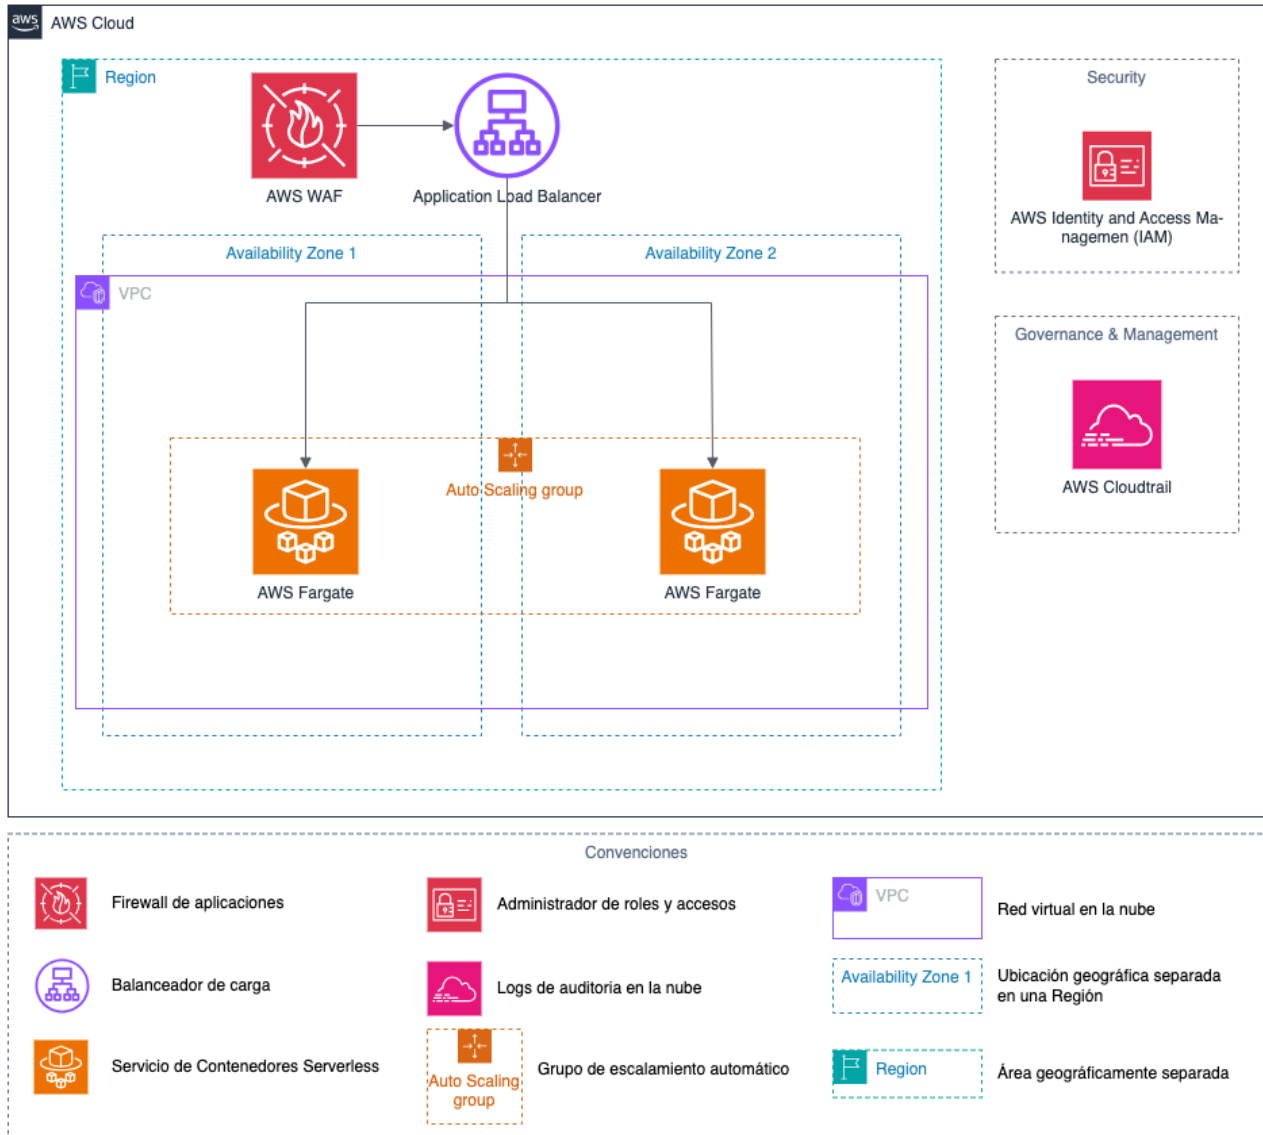 aws
AWS Cloud
Region
AWS WAF
Application Load Balancer
Availability Zone 1
Availability Zone 2
VPC
Auto Scaling group
AWS Fargate
AWS Fargate
Security
AWS Identity and Access Ma-
nagemen (IAM)
Governance & Management
AWS Cloudtrail
Convenciones
Firewall de aplicaciones
Administrador de roles y accesos
VPC
Red virtual en la nube
Balanceador de carga
Logs de auditoria en la nube
Availability Zone 1
Ubicación geográfica separada
en una Región
Servicio de Contenedores Serverless
Auto Scaling
group
Grupo de escalamiento automático
Region
Área geográficamente separada